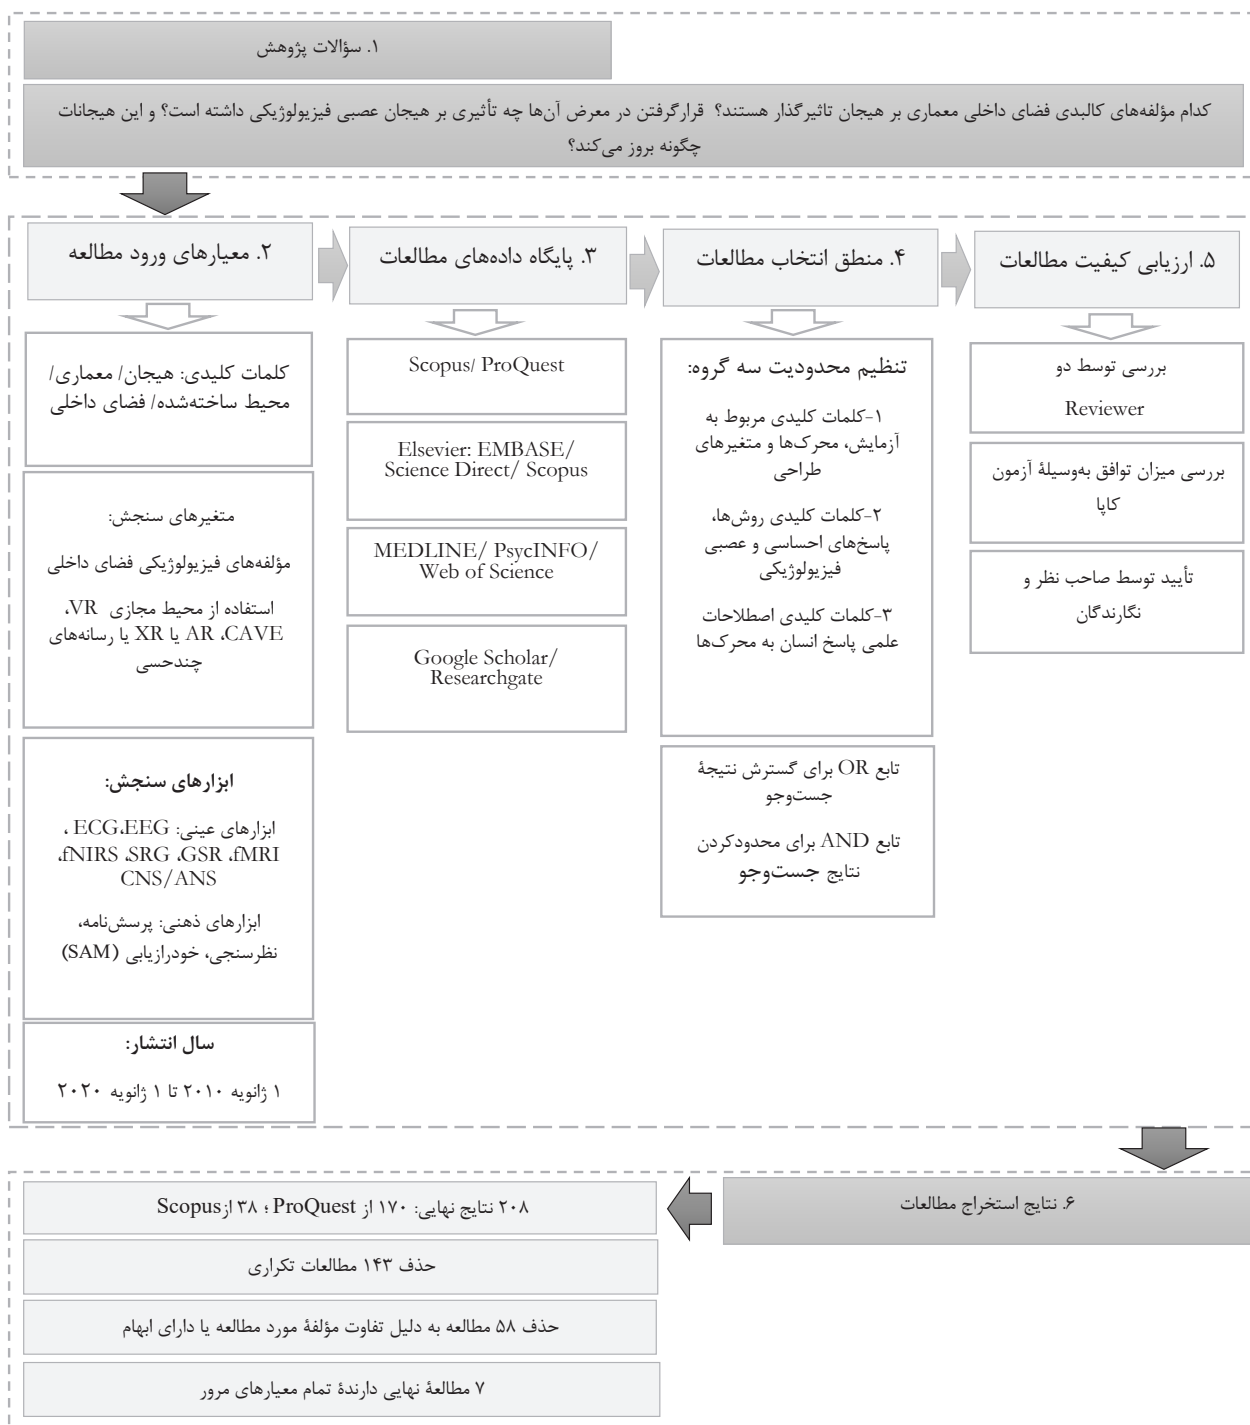 ۱. سؤالات پژوهش
کدام مؤلفه‌های کالبدی فضای داخلی معماری بر هیجان تاثیرگذار هستند؟ قرارگرفتن در معرض آن‌ها چه تأثیری بر هیجان عصبی فیزیولوژیکی داشته است؟ و این هیجانات
چگونه بروز می‌کند؟
۲. معیارهای ورود مطالعه
کلمات کلیدی: هیجان/ معماری/
محیط ساخته‌شده/ فضای داخلی
متغیرهای سنجش:
مؤلفه‌های فیزیولوژیکی فضای داخلی
استفاده از محیط مجازی VR،
AR ،CAVE یا XR یا رسانه‌های
چندحسی
ابزارهای سنجش:
ابزارهای عینی: ECG،EEG ،
fNIRS ،SRG ،GSR ،fMRI،
CNS/ANS
ابزارهای ذهنی: پرسش‌نامه،
نظرسنجی، خودرازیابی (SAM)
سال انتشار:
۱ ژانویه ۲۰۱۰ تا ۱ ژانویه ۲۰۲۰
۳. پایگاه داده‌های مطالعات
Scopus/ ProQuest
Elsevier: EMBASE/
Science Direct/ Scopus
MEDLINE/ PsycINFO/
Web of Science
Google Scholar/
Researchgate
۴. منطق انتخاب مطالعات
تنظیم محدودیت سه گروه:
۱-کلمات کلیدی مربوط به
آزمایش، محرک‌ها و متغیرهای
طراحی
۲-کلمات کلیدی روش‌ها،
پاسخ‌های احساسی و عصبی
فیزیولوژیکی
۳-کلمات کلیدی اصطلاحات
علمی پاسخ انسان به محرک‌ها
تابع OR برای گسترش نتیجهٔ
جست‌وجو
تابع AND برای محدودکردن
نتایج جست‌وجو
۵. ارزیابی کیفیت مطالعات
بررسی توسط دو
Reviewer
بررسی میزان توافق به‌وسیلهٔ آزمون
کاپا
تأیید توسط صاحب نظر و
نگارندگان
۶. نتایج استخراج مطالعات
۲۰۸ نتایج نهایی: ۱۷۰ از ProQuest ؛ ۳۸ ازScopus
حذف ۱۴۳ مطالعات تکراری
حذف ۵۸ مطالعه به دلیل تفاوت مؤلفهٔ مورد مطالعه یا دارای ابهام
۷ مطالعهٔ نهایی دارندهٔ تمام معیارهای مرور